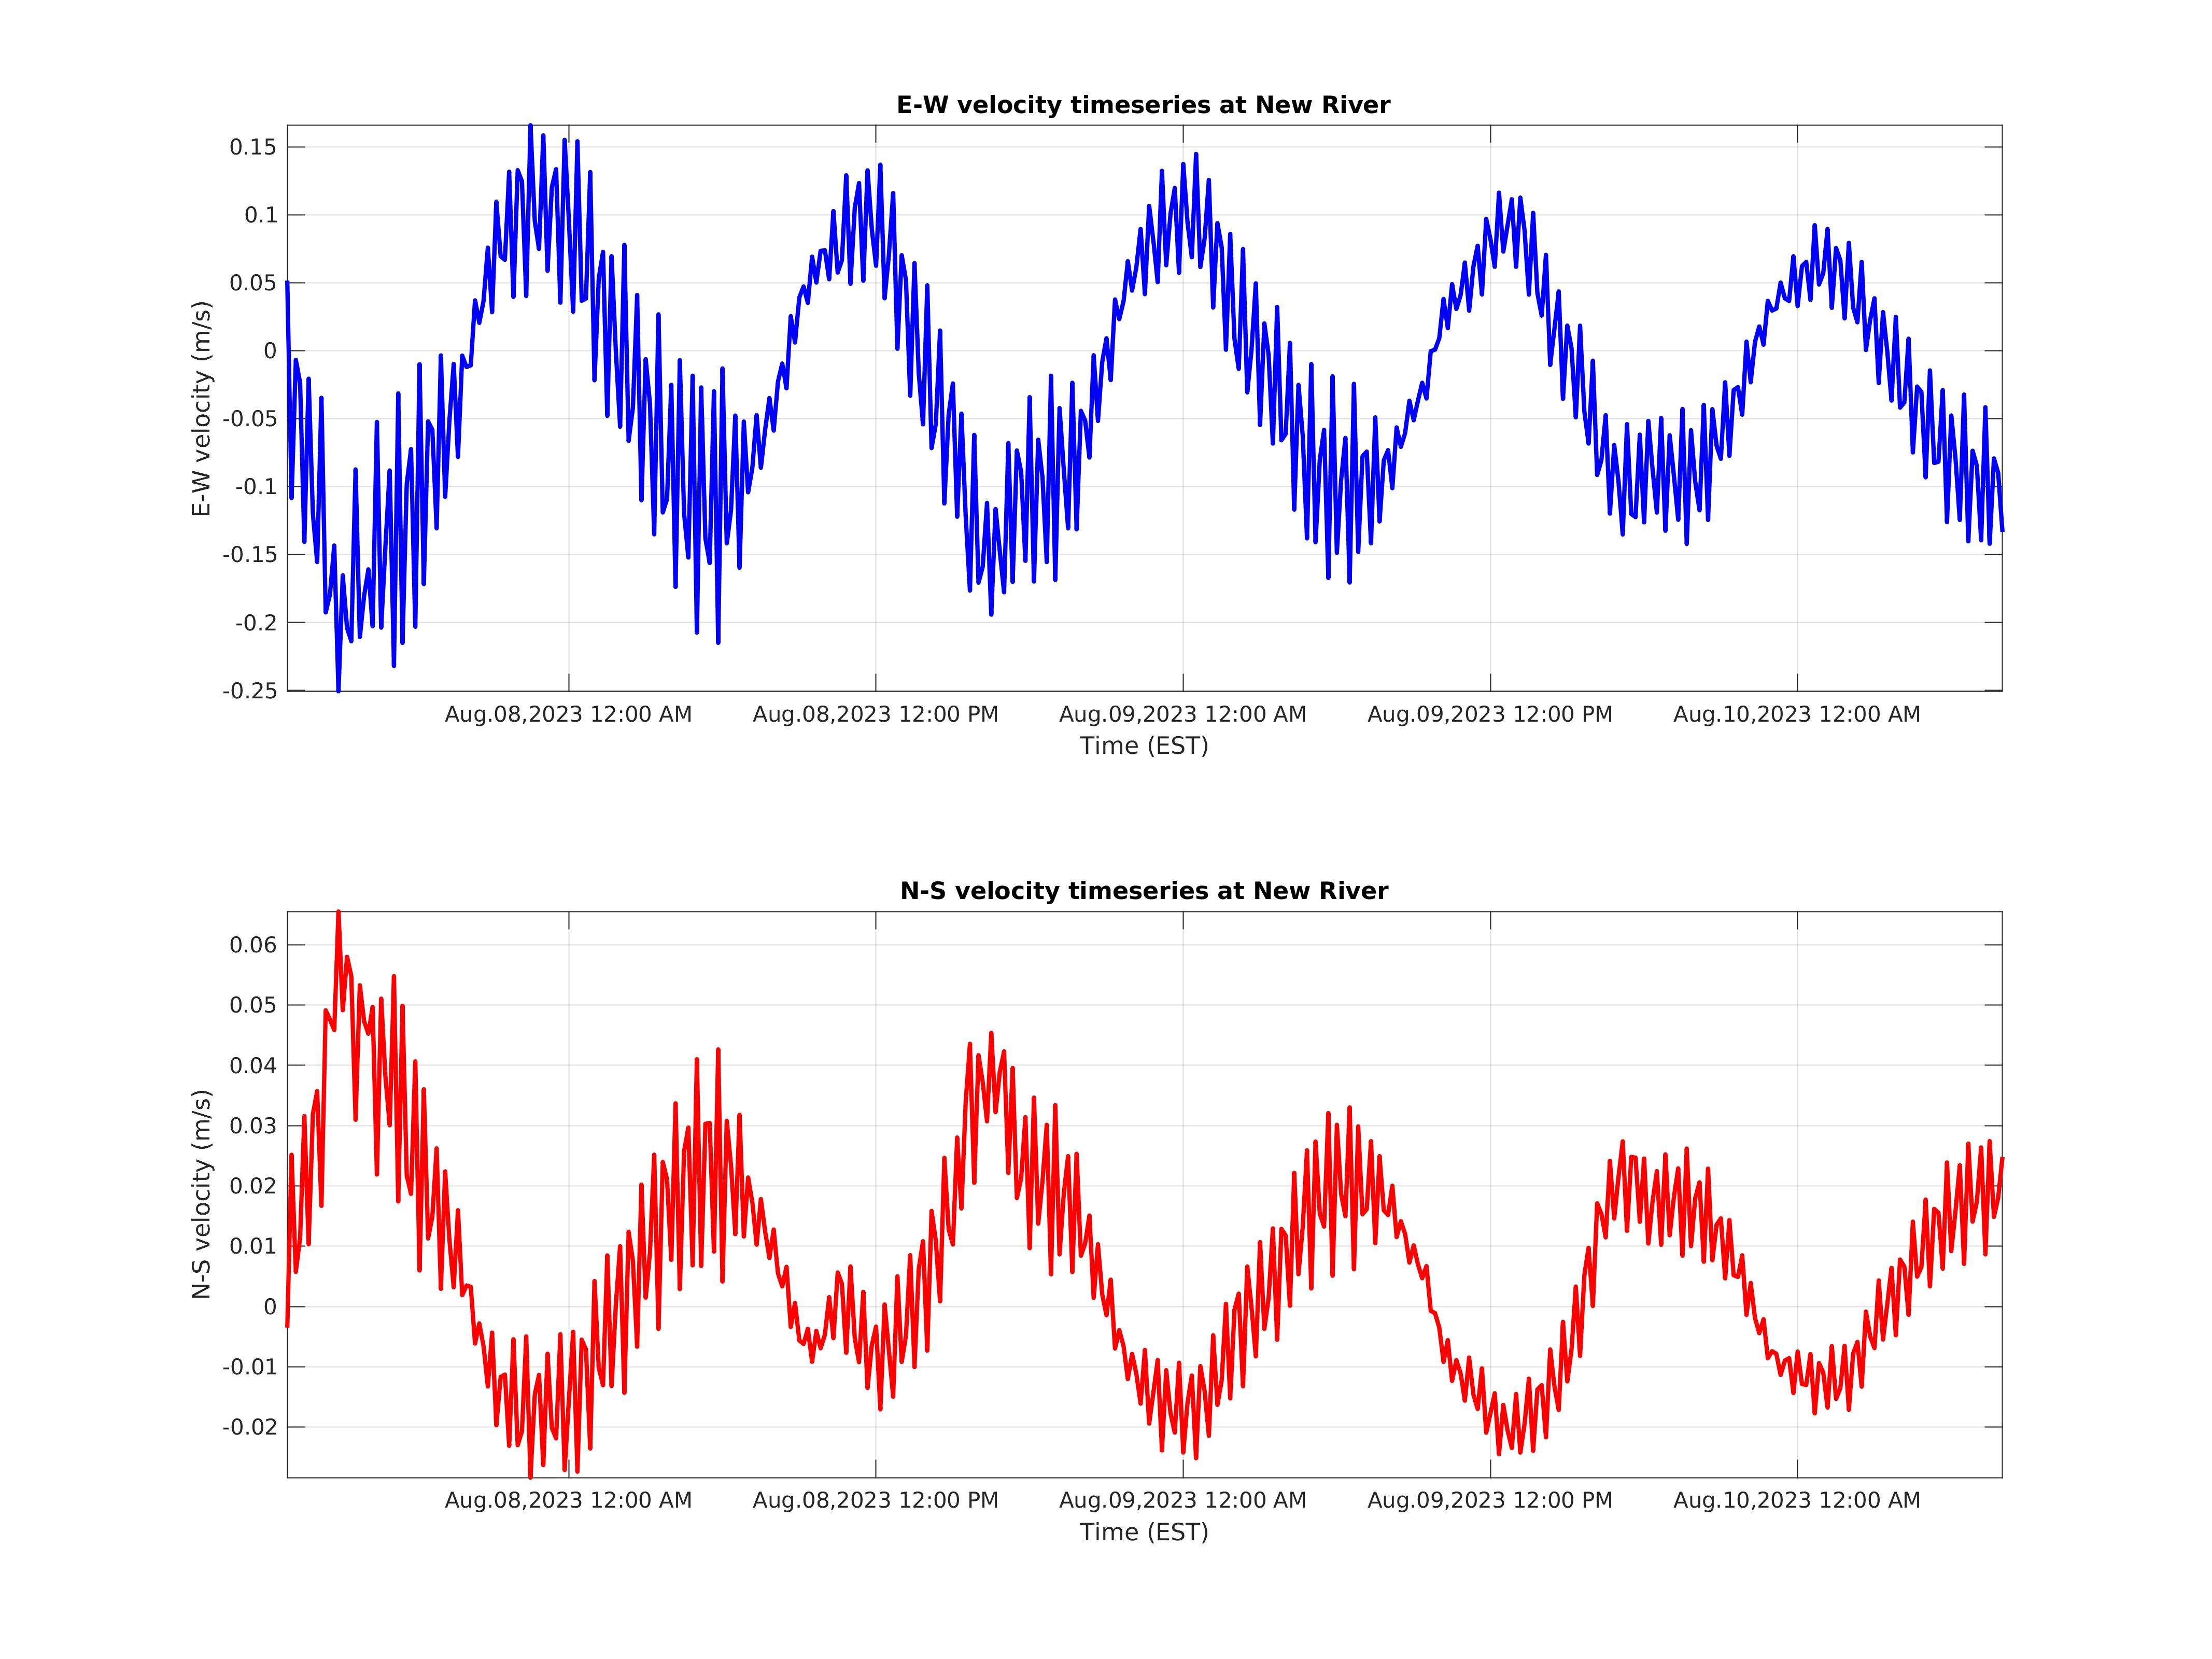 E-W velocity timeseries at New River
0.15
0.1
0.05
0
-0.05
-0.1
-0.15
-0.2
-0.25
E-W velocity (m/s)
Aug.08,2023 12:00 AM Aug.08,2023 12:00 PM Aug.09,2023 12:00 AM Aug.09,2023 12:00 PM Aug.10,2023 12:00 AM
Time (EST)
N-S velocity timeseries at New River
0.06
0.05
0.04
0.03
0.02
0.01
0
-0.01
-0.02
N-S velocity (m/s)
Aug.08,2023 12:00 AM Aug.08,2023 12:00 PM Aug.09,2023 12:00 AM Aug.09,2023 12:00 PM Aug.10,2023 12:00 AM
Time (EST)